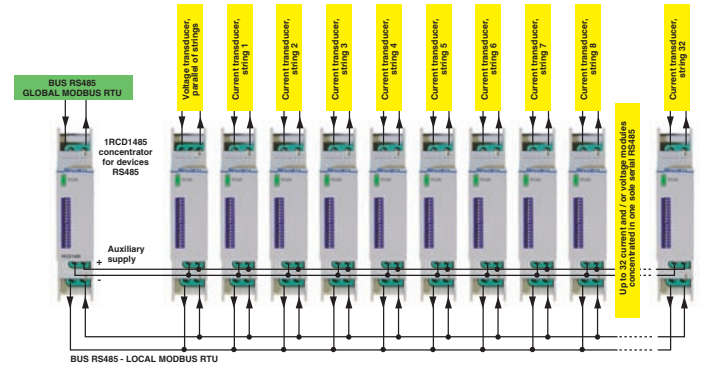 Voltage transducer,
parallel of strings
Current transducer,
string 1
Current transducer,
string 2
Current transducer,
string 3
Current transducer,
string 4
Current transducer,
string 5
Current transducer,
string 6
Current transducer,
string 7
Current transducer,
string 8
Current transducer,
string 32
BUS RS485
GLOBAL MODBUS RTU
1RCD1485
concentrator
for devices
RS485
Up to 32 current and / or voltage modules
concentrated in one sole serial RS485
Auxiliary
supply
+
-
BUS RS485 - LOCAL MODBUS RTU